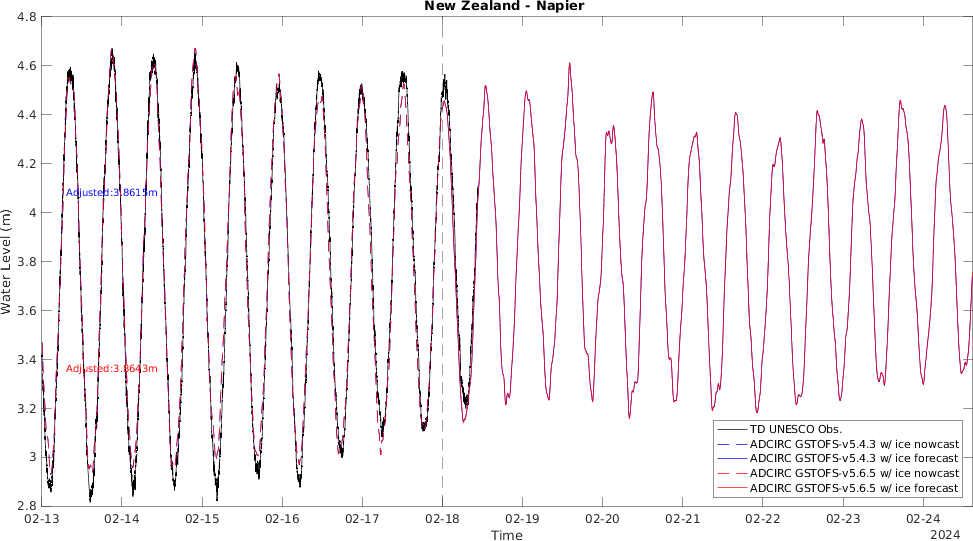 New Zealand - Napier
4.8
4.6
4.4
4.2
4
3.8
3.6
3.4
3.2
3
2.8
Water Level (m)
Adjusted:3.8615m
Adjusted:3.8643m
TD UNESCO Obs.
ADCIRC GSTOFS-v5.4.3 w/ ice nowcast
ADCIRC GSTOFS-v5.4.3 w/ ice forecast
ADCIRC GSTOFS-v5.6.5 w/ ice nowcast
ADCIRC GSTOFS-v5.6.5 w/ ice forecast
02-13 02-14 02-15 02-16 02-17 02-18 02-19 02-20 02-21 02-22 02-23 02-24
Time
2024